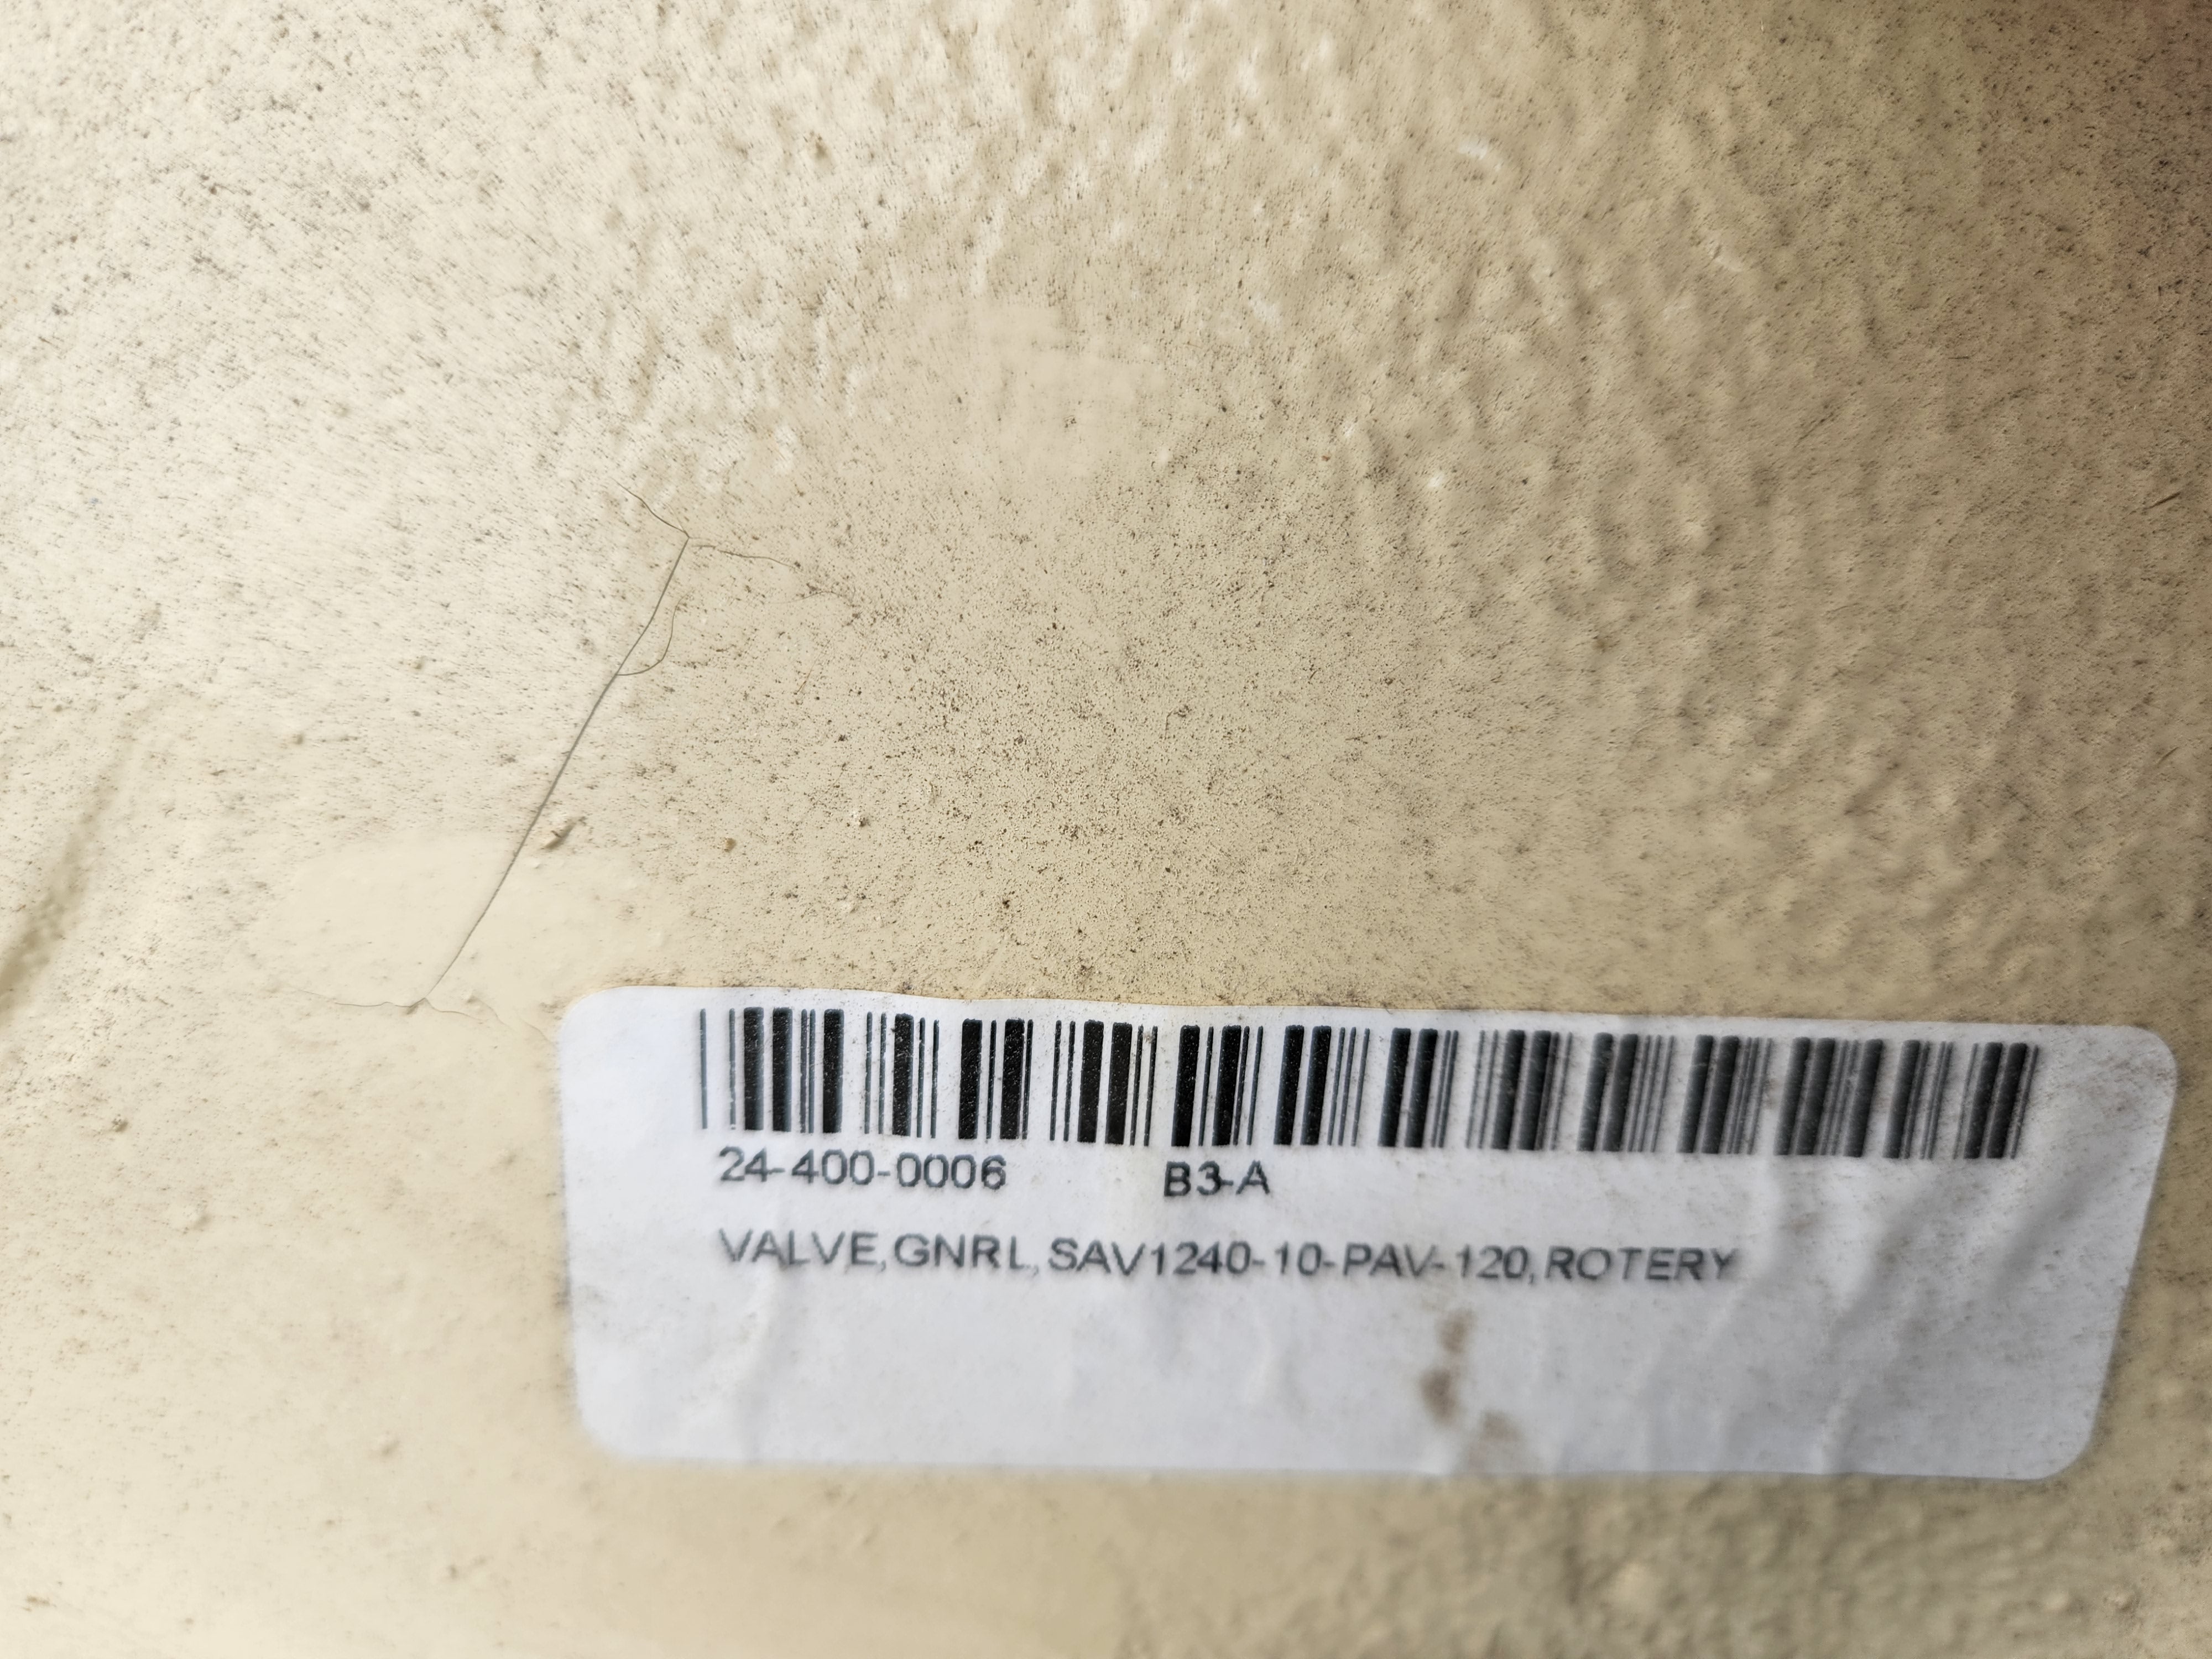 24-400-0006 B3-A
VALVE,GNRL,SAV1240-10-PAV-120,ROTERY